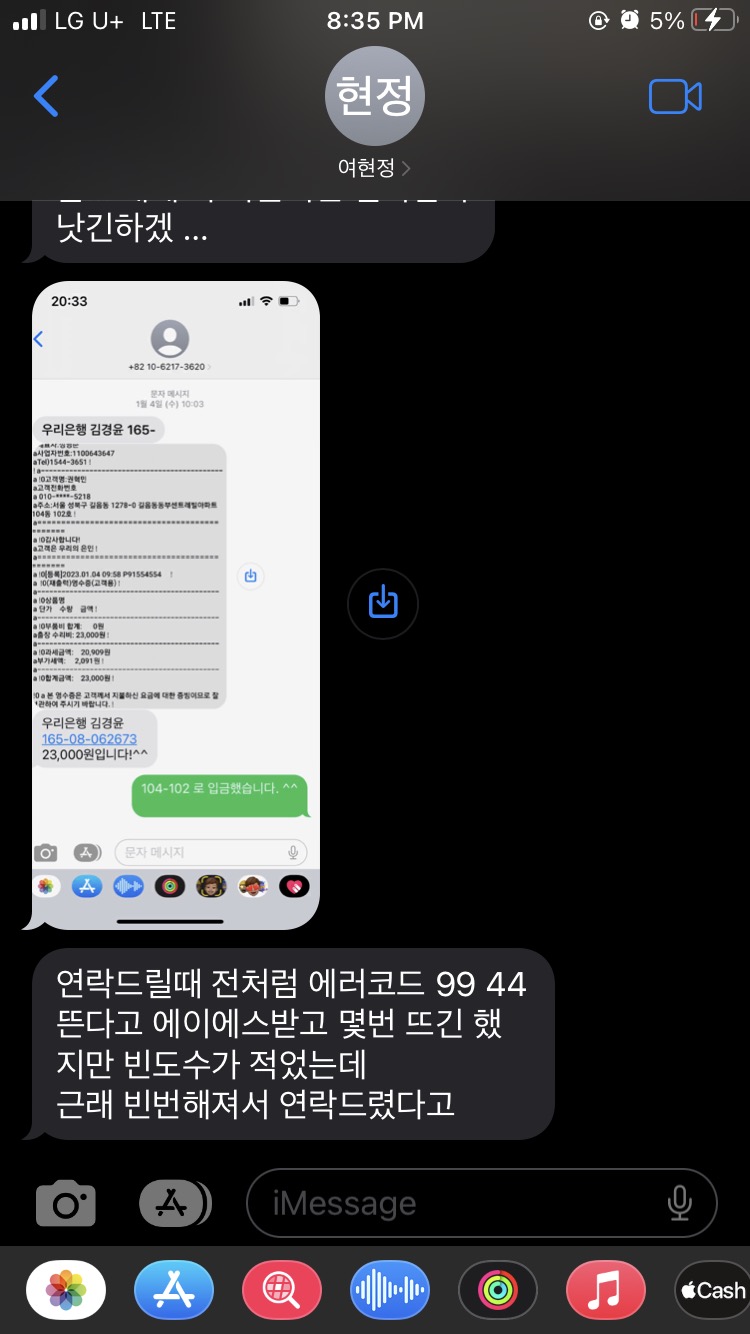 LG U+ LTE 8:35 PM 5%
현정
여현정
낫긴하겠 ...
20:33
+82 10-6217-3620
문자 메시지
1월 4일 (수) 10:03
우리은행 김경윤 165-
a사업자번호:1100643647
aTel)1544-3651 !
! a
a !0고객명:권혁민
a고객전화번호
a 010-****-5218
a주소:서울 성북구 길음동 1278-0 길음동동부센트레빌아파트
104동 102호 !
a !0감사합니다!
a고객은 우리의 은인 !
a !0[등록]2023.01.04 09:58 P91554554 !
a !0(재출력)영수증(고객용) !
a !0상품명
a 단가 수량 금액 !
a !0부품비 합계: 0원
a출장 수리비: 23,000원 !
a !0과세금액: 20,909원
a부가세액: 2,091원 !
a !0합계금액: 23,000원 !
!0 a 본 영수증은 고객께서 지불하신 요금에 대한 증빙이므로 잘
보관하여 주시기 바랍니다. !
우리은행 김경윤
165-08-062673
23,000원입니다!^^
104-102 로 입금했습니다. ^^
문자 메시지
연락드릴때 전처럼 에러코드 99 44
뜬다고 에이에스받고 몇번 뜨긴 했
지만 빈도수가 적었는데
근래 빈번해져서 연락드렸다고
iMessage
Cash